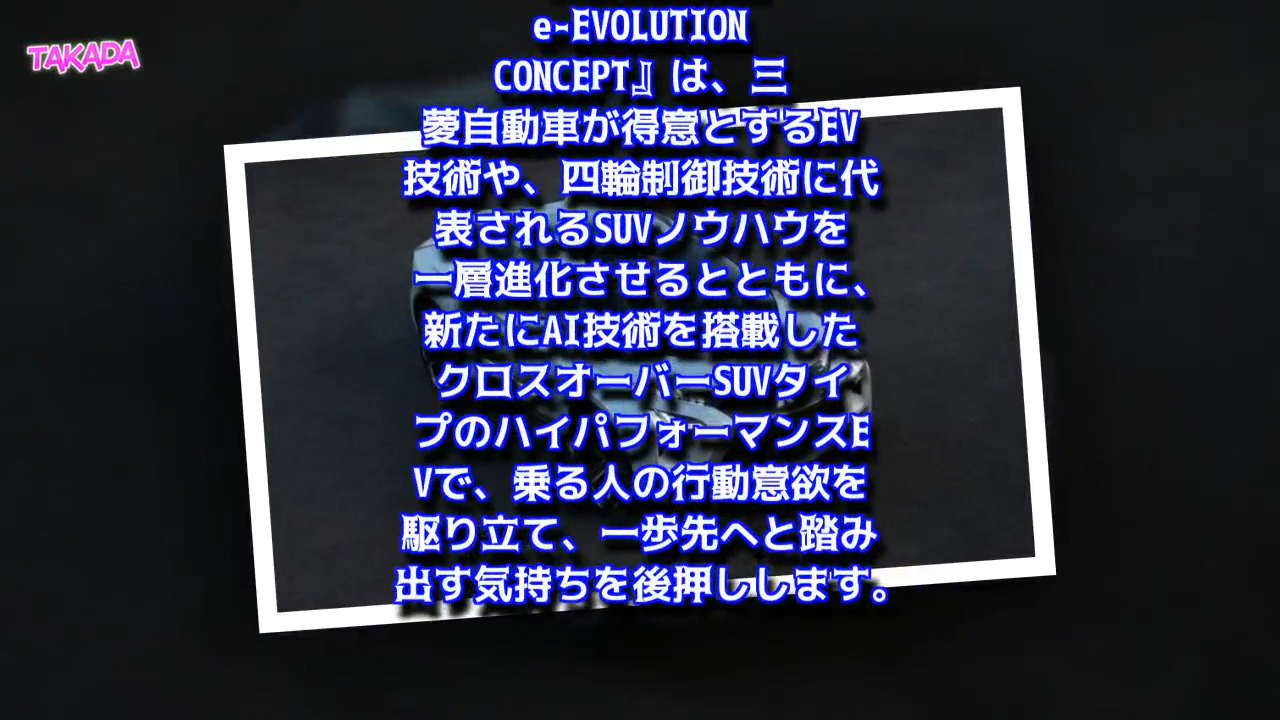 TAKADA
e-EVOLUTION
CONCEPT』は、三
菱自動車が得意とするEV
技術や、四輪制御技術に代
表されるSUVノウハウを
一層進化させるとともに、
新たにAI技術を搭載した
クロスオーバーSUVタイ
プのハイパフォーマンスE
Vで、乗る人の行動意欲を
駆り立て、一歩先へと踏み
出す気持ちを後押しします。